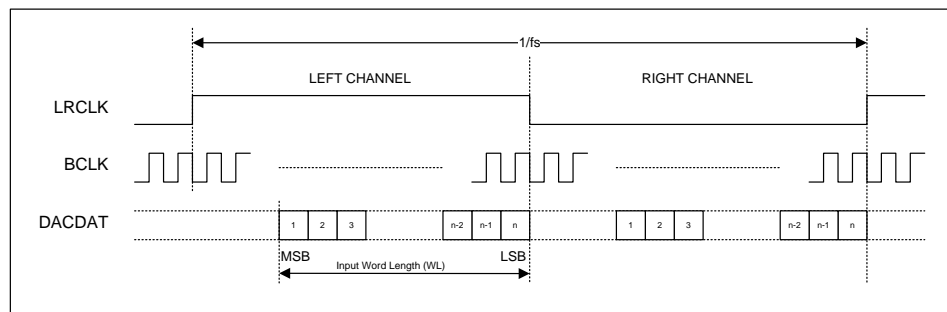 1/fs
LEFT CHANNEL RIGHT CHANNEL
LRCLK
BCLK
DACDAT
1 2 3 n-2 n-1 n 1 2 3 n-2 n-1 n
MSB LSB
Input Word Length (WL)